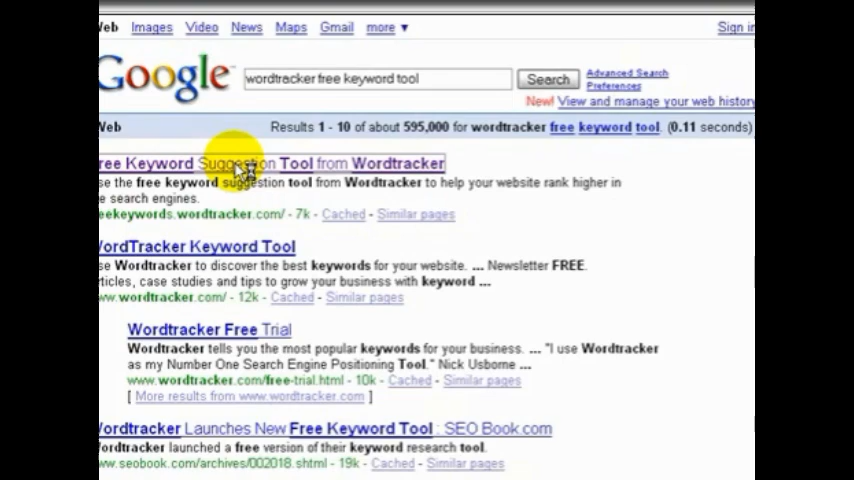 eb Images Video News Maps Gmail more ▼ Sign in
Google wordtracker free keyword tool Search Advanced Search
Preferences
New! View and manage your web history
Web Results 1 - 10 of about 595,000 for wordtracker free keyword tool. (0.11 seconds)
ree Keyword Suggestion Tool from Wordtracker
se the free keyword suggestion tool from Wordtracker to help your website rank higher in
e search engines.
eekeywords.wordtracker.com/ - 7k - Cached - Similar pages
WordTracker Keyword Tool
se Wordtracker to discover the best keywords for your website. ... Newsletter FREE.
rticles, case studies and tips to grow your business with keyword ...
ww.wordtracker.com/ - 12k - Cached - Similar pages
Wordtracker Free Trial
Wordtracker tells you the most popular keywords for your business. ... "I use Wordtracker
as my Number One Search Engine Positioning Tool." Nick Usborne ...
www.wordtracker.com/free-trial.html - 10k - Cached - Similar pages
[ More results from www.wordtracker.com ]
Wordtracker Launches New Free Keyword Tool : SEO Book.com
Wordtracker launched a free version of their keyword research tool.
ww.seobook.com/archives/002018.shtml - 19k - Cached - Similar pages